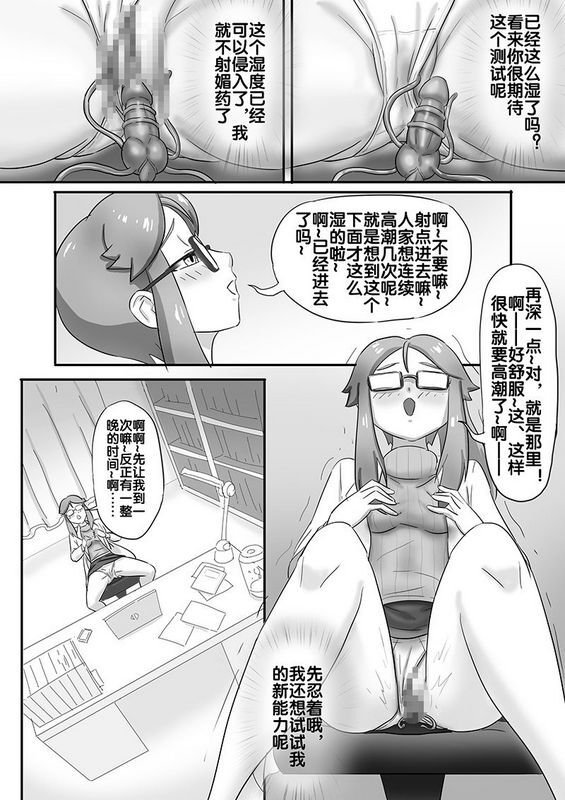 已经这么湿了吗？
看来你很期待
这个测试呢
这个湿度已经
可以侵入了，我
就不射媚药了
啊~不要嘛~
射点进去嘛~
人家想连续
高潮几次呢~
就是想到这个
下面才这么
湿的啦~
啊~已经进去
了吗~
再深一点~对，就是那里！
啊——好舒服~这、这样
很快就要高潮了~啊——
啊啊~先让我到一
次嘛~反正有一整
晚的时间~啊……
先忍着哦，
我还想试试我
的新能力呢